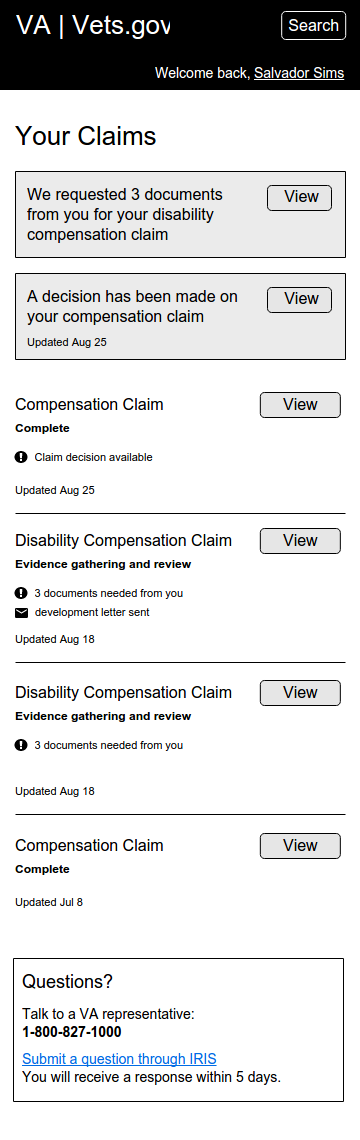 VA | Vets.gov
Search
Welcome back, Salvador Sims
Your Claims
We requested 3 documents
from you for your disability
compensation claim
View
A decision has been made on
your compensation claim
View
Updated Aug 25
Compensation Claim
View
Complete
Claim decision available
Updated Aug 25
Disability Compensation Claim
View
Evidence gathering and review
3 documents needed from you
development letter sent
Updated Aug 18
Disability Compensation Claim
View
Evidence gathering and review
3 documents needed from you
Updated Aug 18
Compensation Claim
View
Complete
Updated Jul 8
Questions?
Talk to a VA representative:
1-800-827-1000
Submit a question through IRIS
You will receive a response within 5 days.